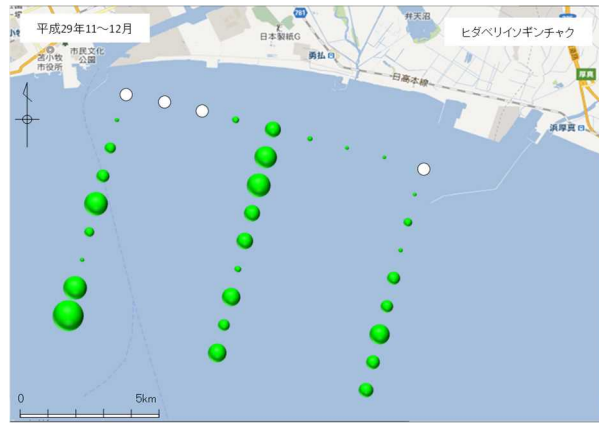 平成29年11～12月
ヒダベリイソギンチャク
弁天沼
781
日本製紙G
勇払
市民文化
公園
苫小牧
市役所
日高本線
厚真
浜厚真
0
5km